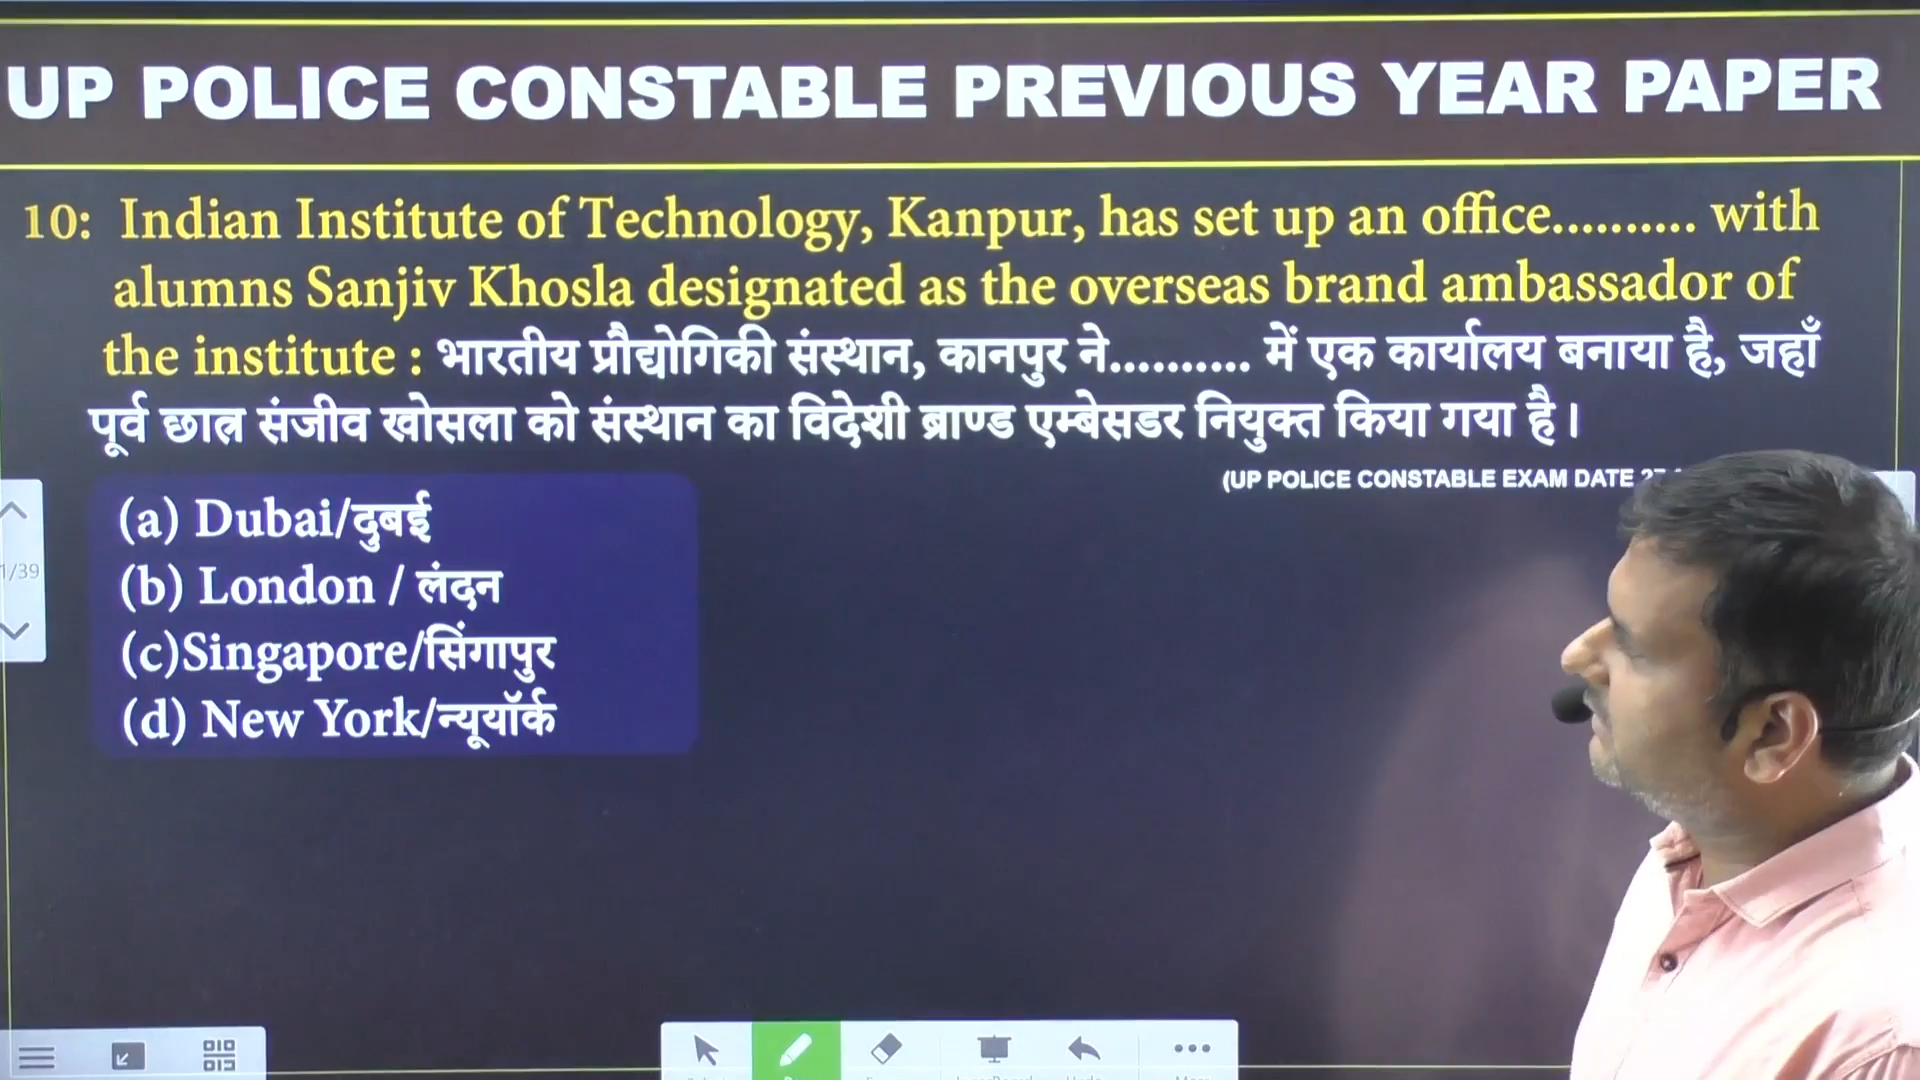 UP POLICE CONSTABLE PREVIOUS YEAR PAPER
10: Indian Institute of Technology, Kanpur, has set up an office.......... with
alumns Sanjiv Khosla designated as the overseas brand ambassador of
the institute : भारतीय प्रौद्योगिकी संस्थान, कानपुर ने.......... में एक कार्यालय बनाया है, जहाँ
पूर्व छात्र संजीव खोसला को संस्थान का विदेशी ब्राण्ड एम्बेसडर नियुक्त किया गया है।
(UP POLICE CONSTABLE EXAM DATE
(a) Dubai/दुबई
(b) London / लंदन
1/39
(c)Singapore/सिंगापुर
(d) New York/न्यूयॉर्क